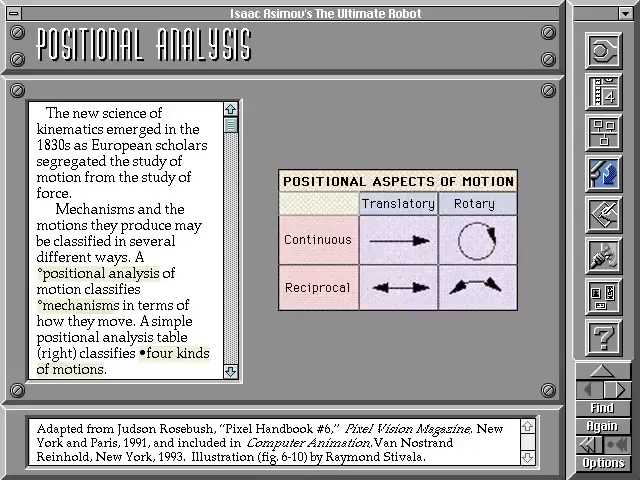 Isaac Asimov's The Ultimate Robot
POSITIONAL ANALYSIS
The new science of
kinematics emerged in the
1830s as European scholars
segregated the study of
motion from the study of
force.
Mechanisms and the
motions they produce may
be classified in several
different ways. A
°positional analysis of
motion classifies
°mechanisms in terms of
how they move. A simple
positional analysis table
(right) classifies •four kinds
of motions.
POSITIONAL ASPECTS OF MOTION
Translatory Rotary
Continuous
Reciprocal
Adapted from Judson Rosebush, "Pixel Handbook #6," Pixel Vision Magazine. New
York and Paris, 1991, and included in Computer Animation, Van Nostrand
Reinhold, New York, 1993. Illustration (fig. 6-10) by Raymond Stivala.
4
?
Find
Again
Options